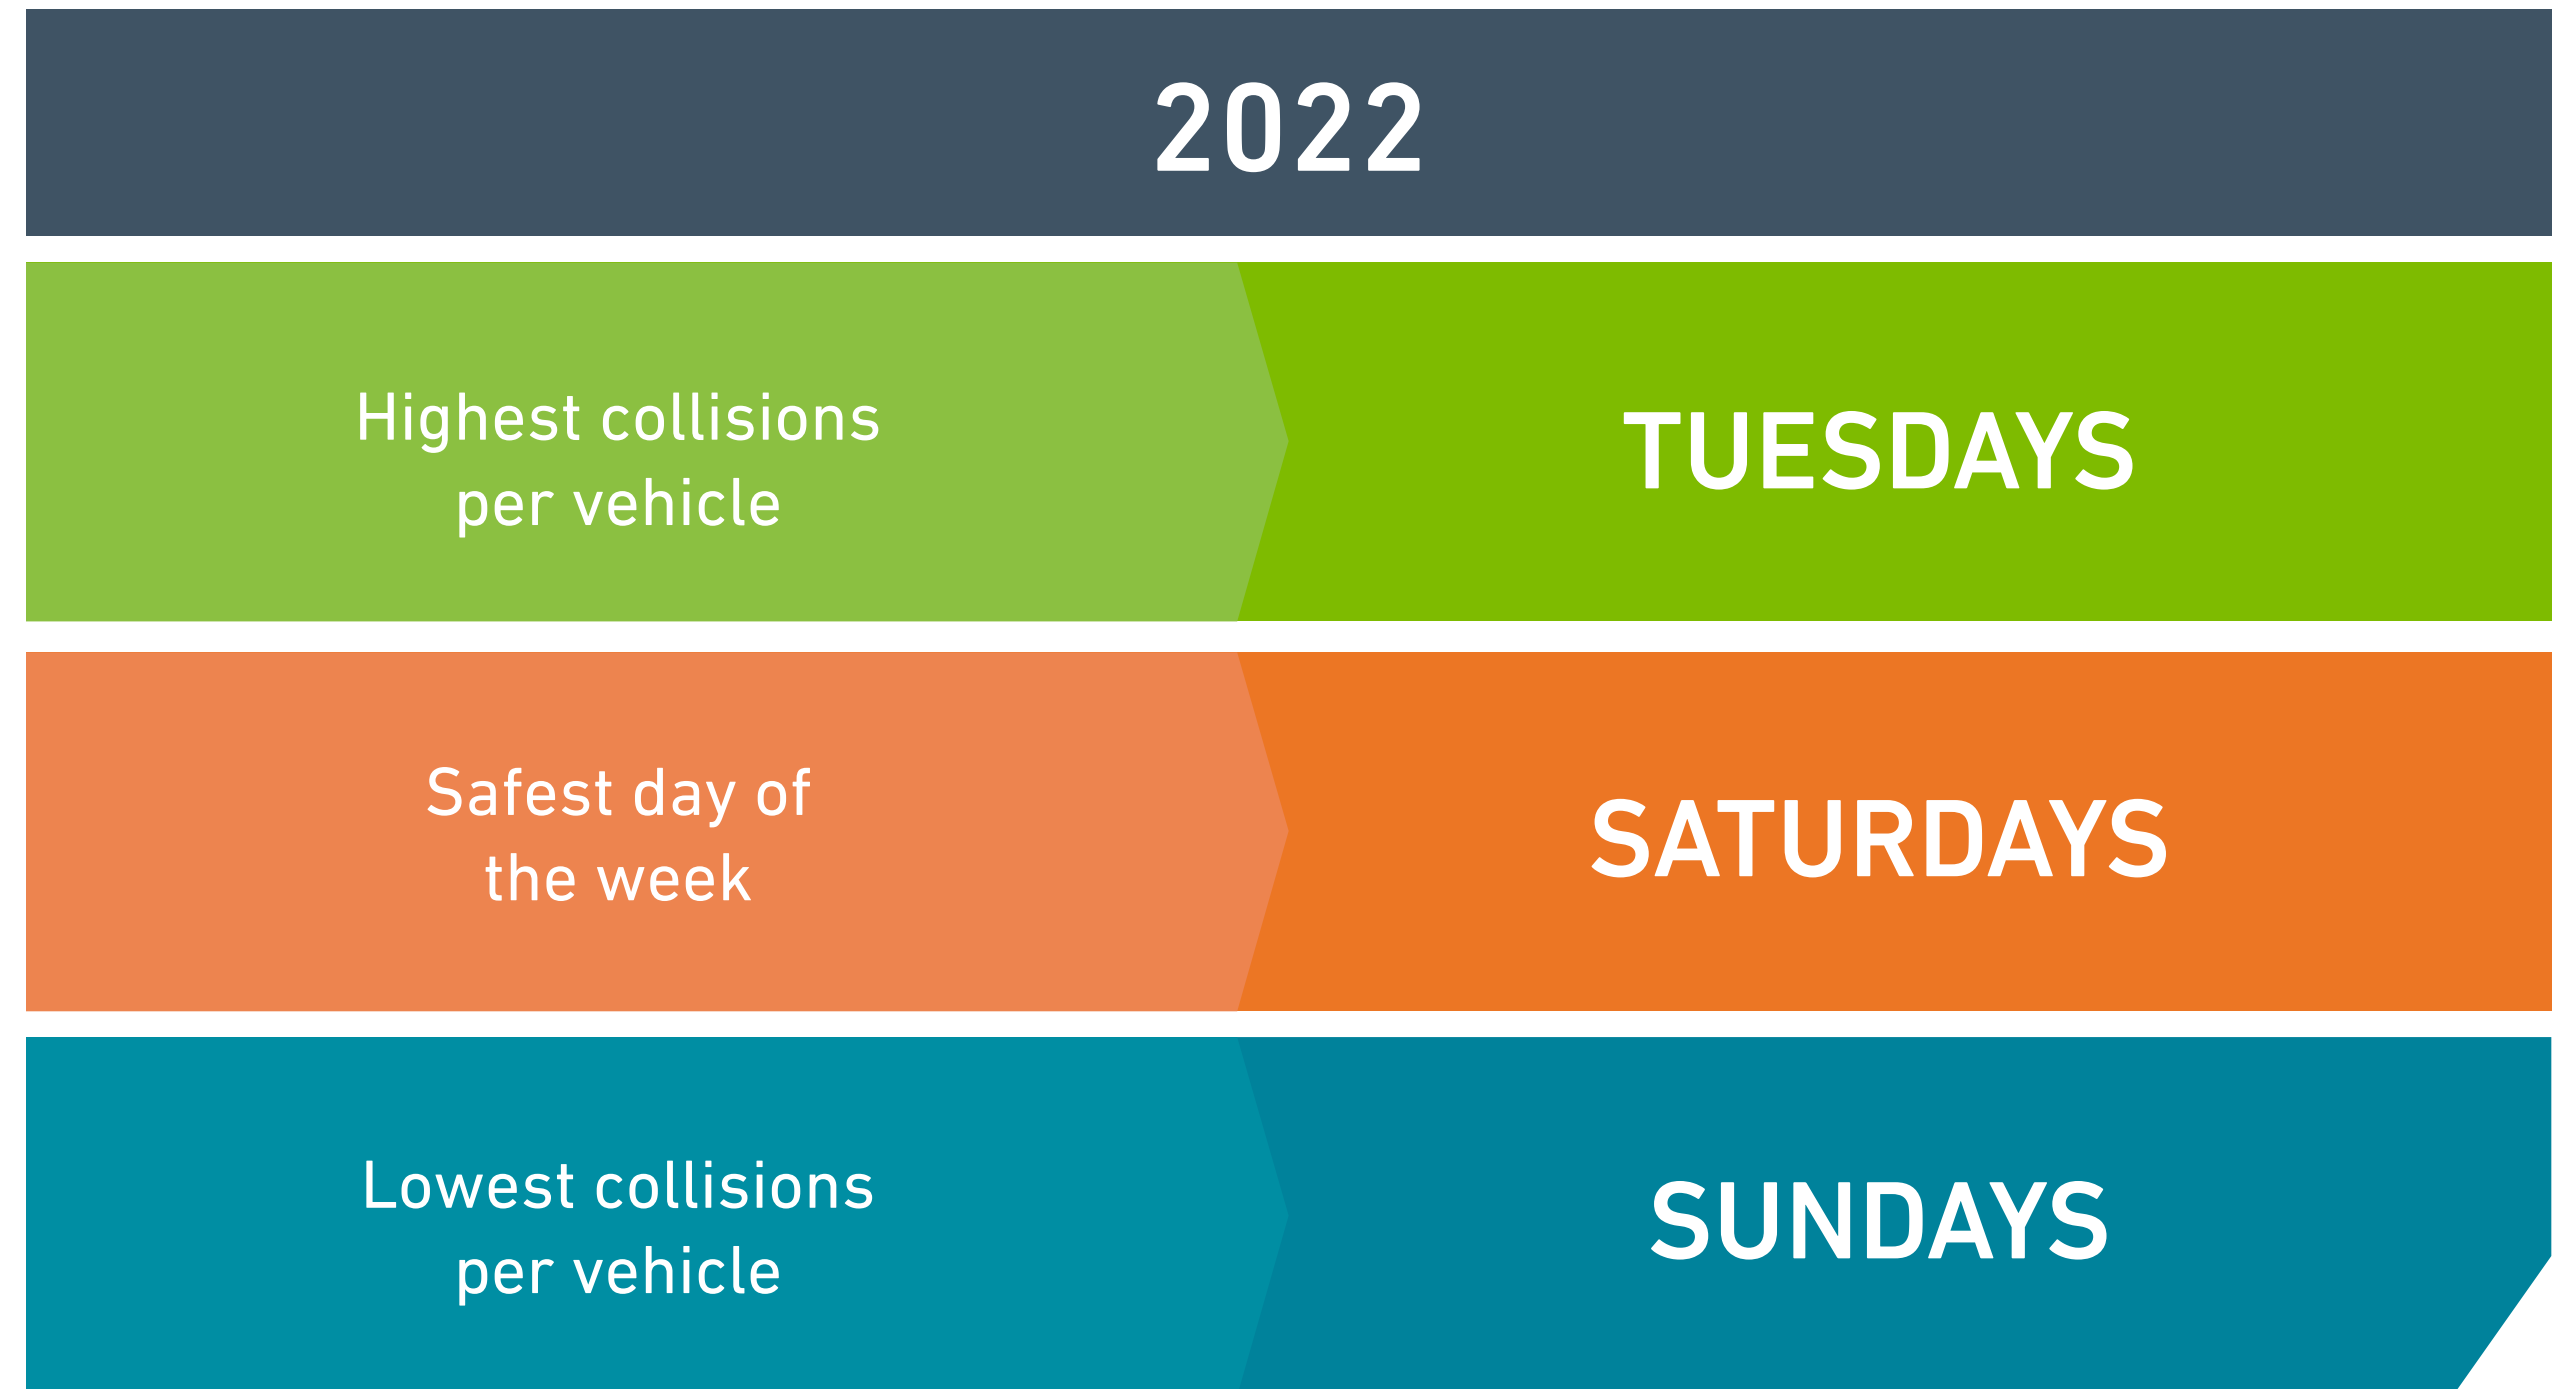 2022
Highest collisions
per vehicle
TUESDAYS
Safest day of
the week
SATURDAYS
Lowest collisions
per vehicle
SUNDAYS